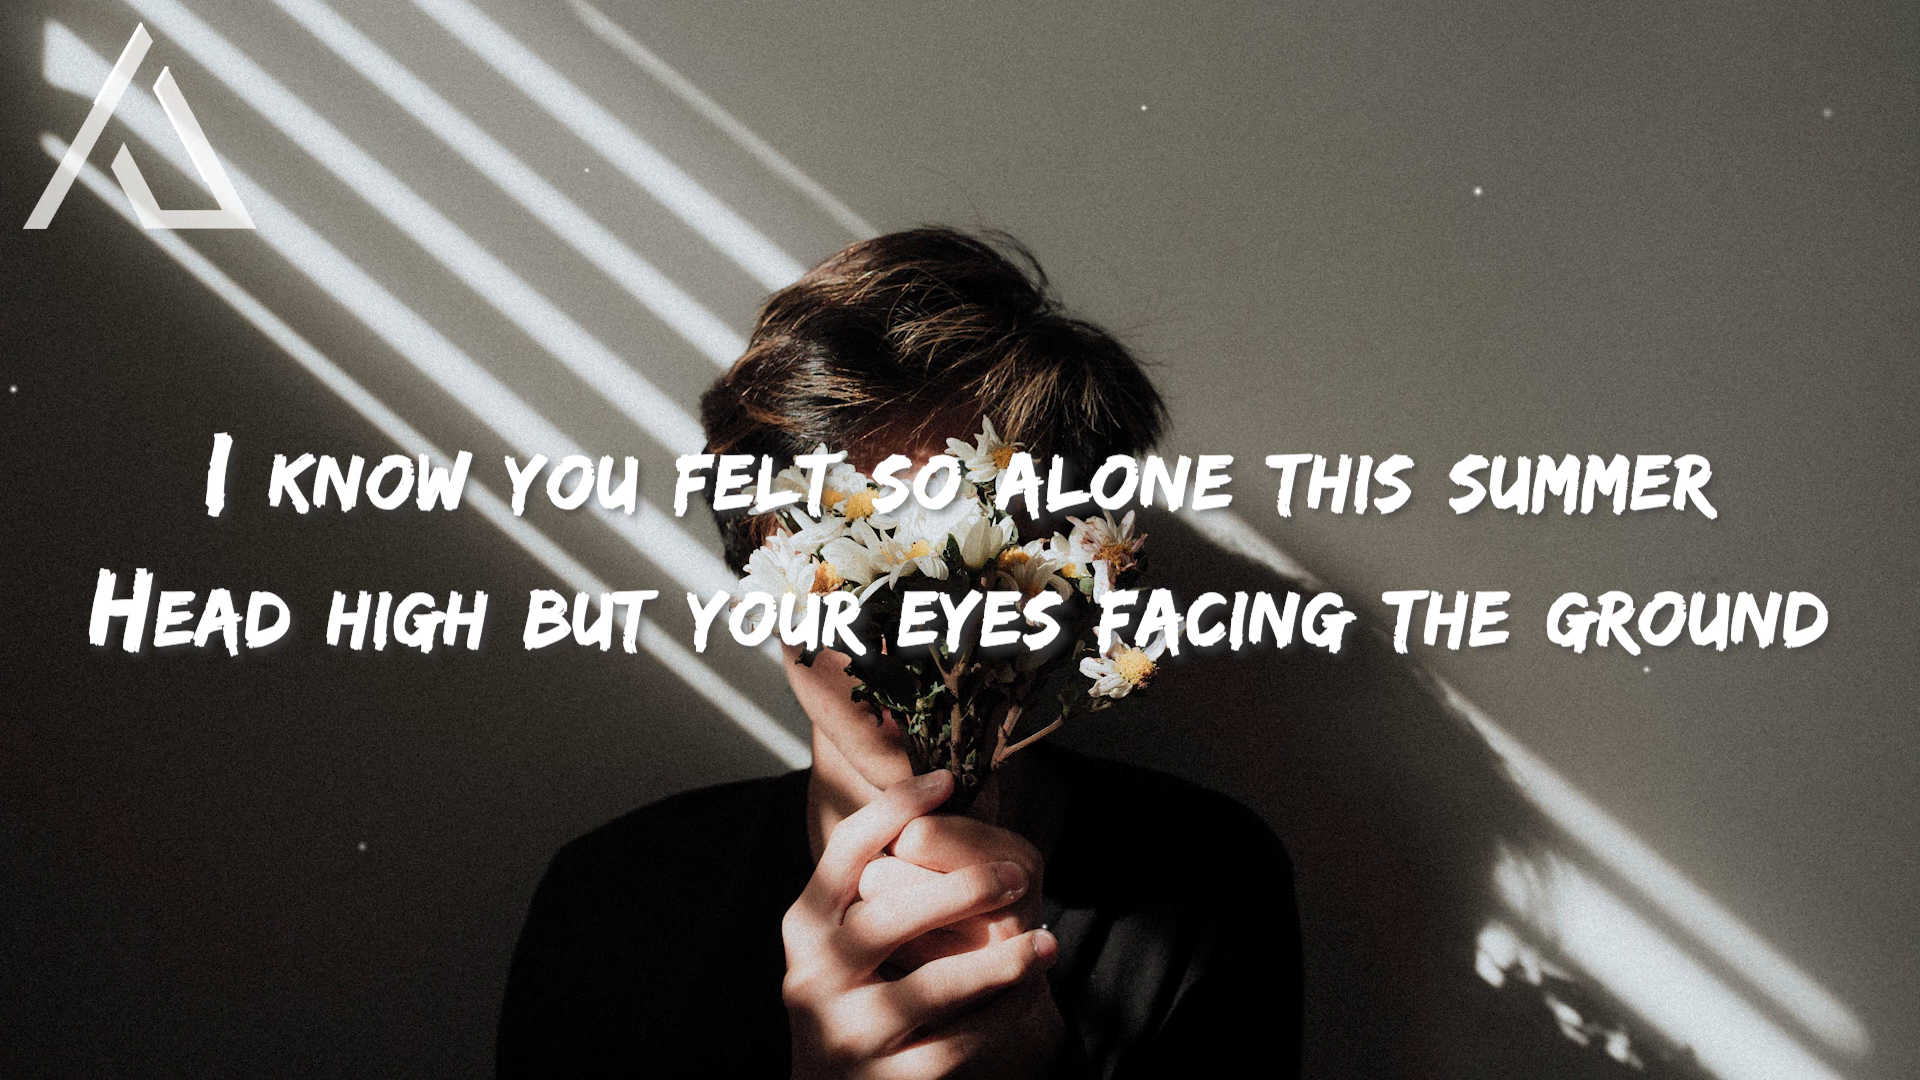 I know you felt so alone this summer
Head high but your eyes facing the ground